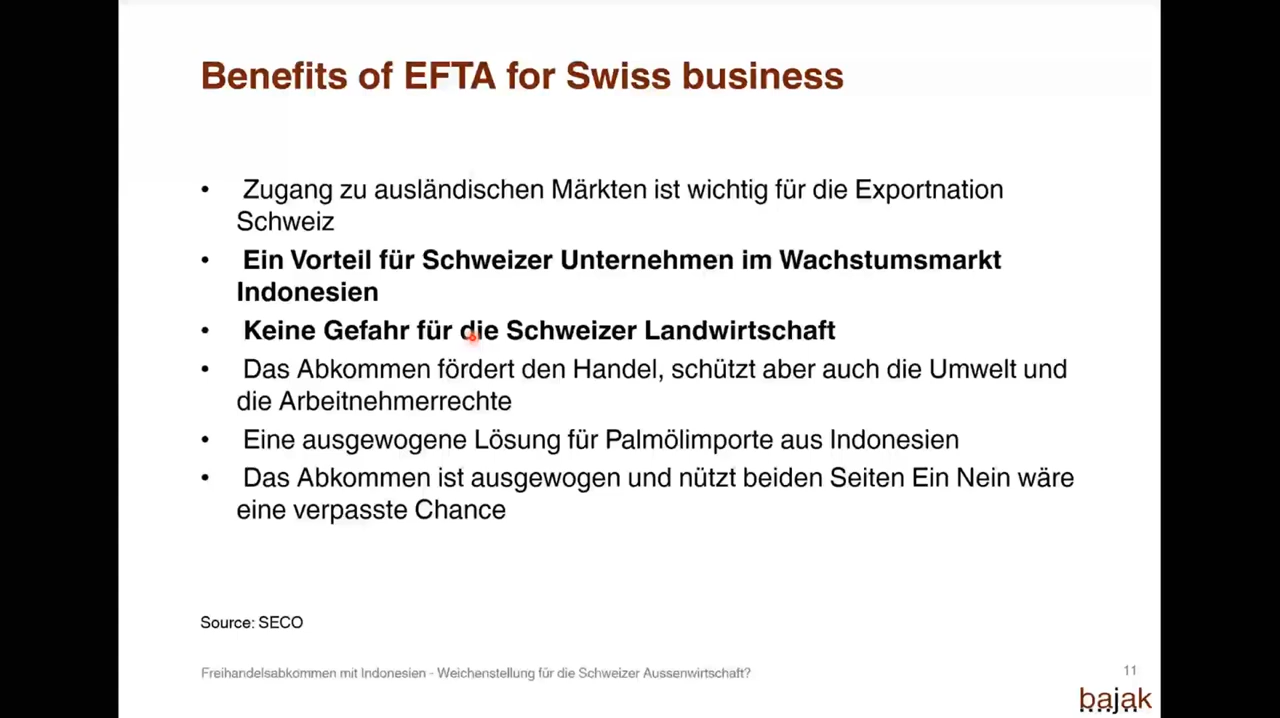 Benefits of EFTA for Swiss business
• Zugang zu ausländischen Märkten ist wichtig für die Exportnation
Schweiz
• Ein Vorteil für Schweizer Unternehmen im Wachstumsmarkt
Indonesien
• Keine Gefahr für die Schweizer Landwirtschaft
• Das Abkommen fördert den Handel, schützt aber auch die Umwelt und
die Arbeitnehmerrechte
• Eine ausgewogene Lösung für Palmölimporte aus Indonesien
• Das Abkommen ist ausgewogen und nützt beiden Seiten Ein Nein wäre
eine verpasste Chance
Source: SECO
Freihandelsabkommen mit Indonesien - Weichenstellung für die Schweizer Aussenwirtschaft?
11
bajak